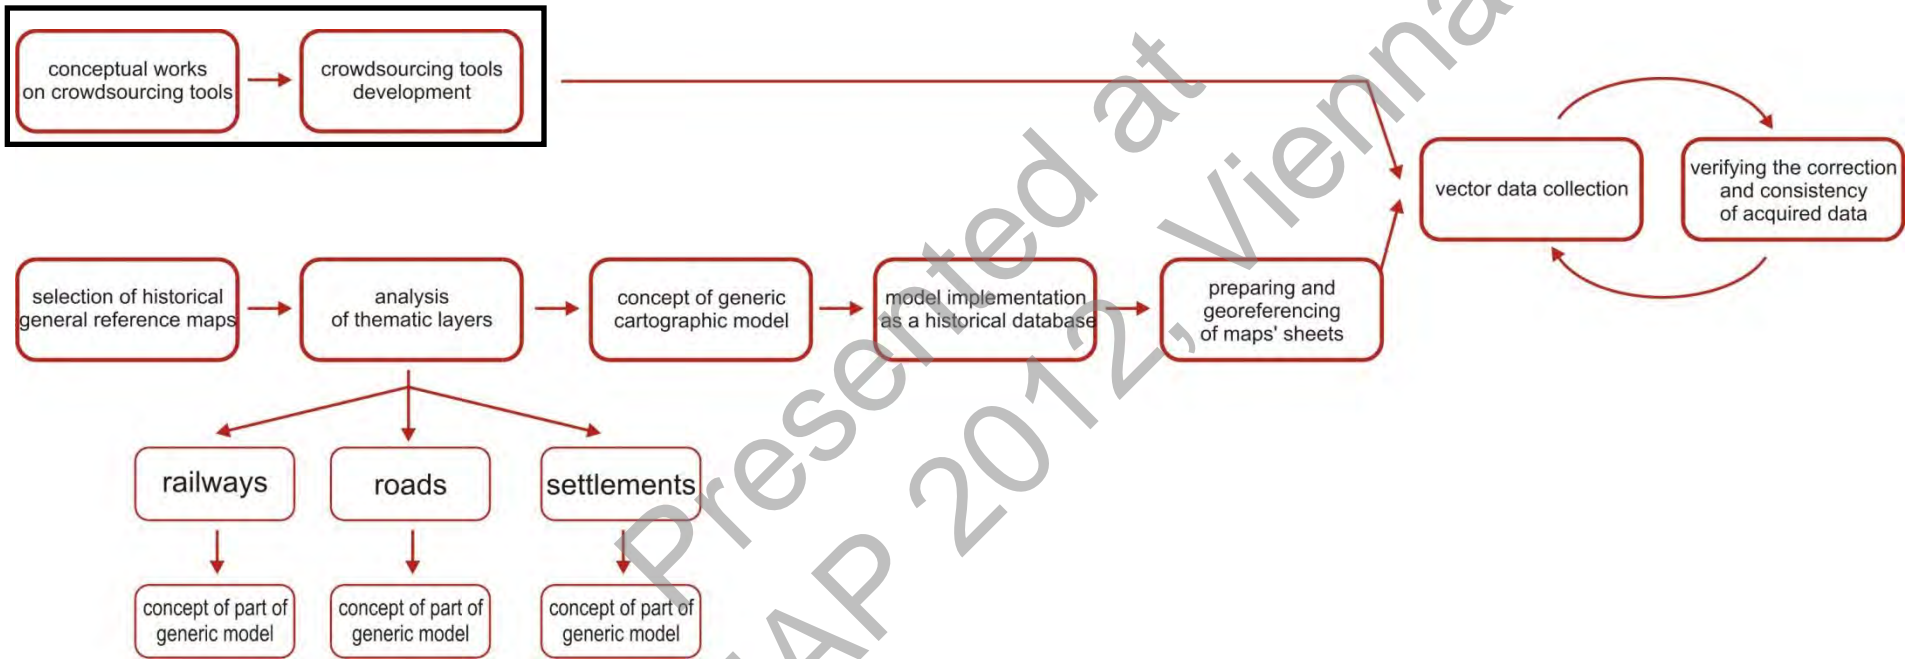 conceptual works
on crowdsourcing tools
crowdsourcing tools
development
vector data collection
verifying the correction
and consistency
of acquired data
selection of historical
general reference maps
analysis
of thematic layers
concept of generic
cartographic model
model implementation
as a historical database
preparing and
georeferencing
of maps' sheets
railways
roads
settlements
concept of part of
generic model
concept of part of
generic model
concept of part of
generic model
Presented at
AP 2012, Vienna